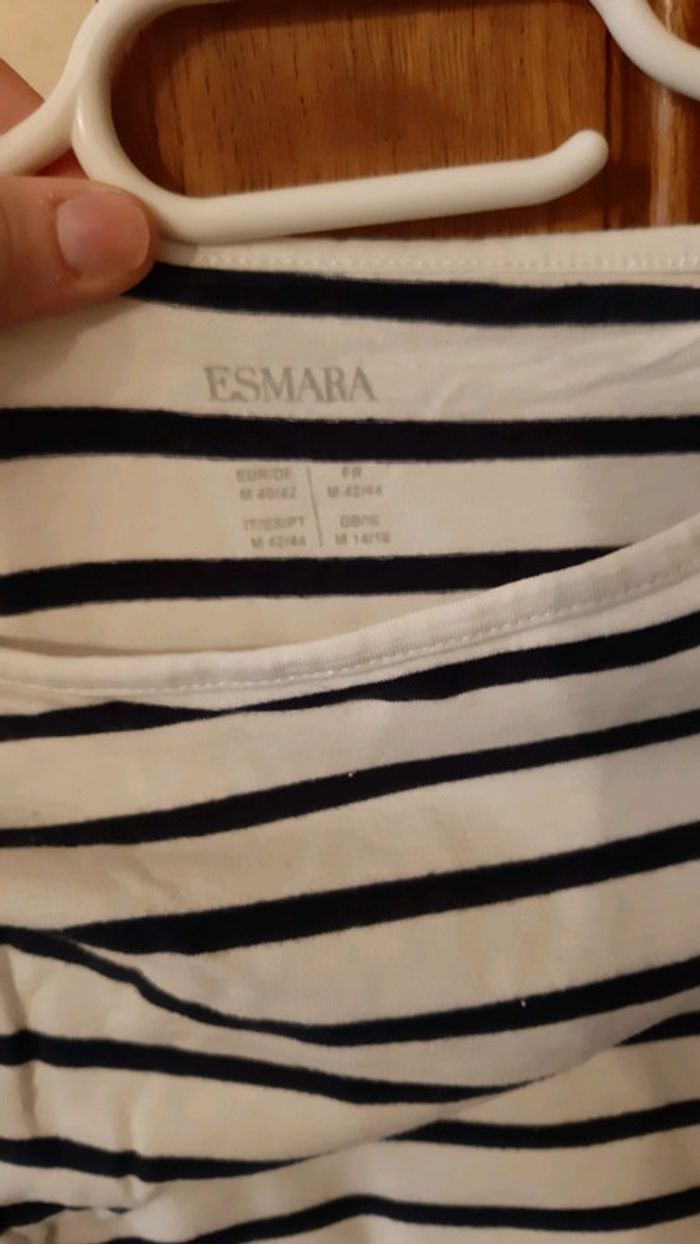 ESMARA
EUR/DE
M 40/42
FR
M 42/44
IT/ES/PT
M 42/44
GB/IE
M 14/16